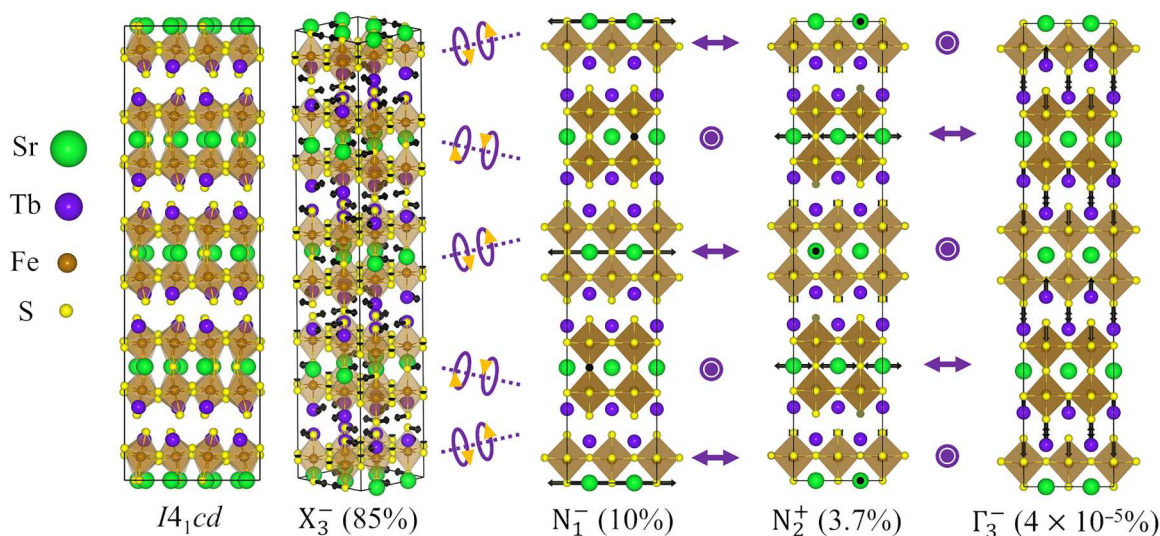 Sr
Tb
Fe
S
I4₁cd
X₃⁻ (85%)
N₁⁻ (10%)
N₂⁺ (3.7%)
Γ₃⁻ (4 × 10⁻⁵%)